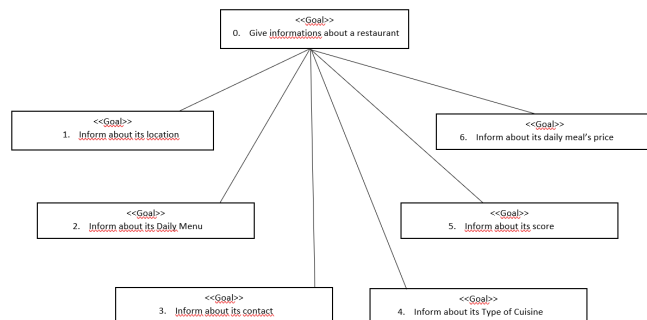 <<Goal>>
0. Give informations about a restaurant
<<Goal>>
1. Inform about its location
<<Goal>>
6. Inform about its daily meal's price
<<Goal>>
2. Inform about its Daily Menu
<<Goal>>
5. Inform about its score
<<Goal>>
3. Inform about its contact
<<Goal>>
4. Inform about its Type of Cuisine